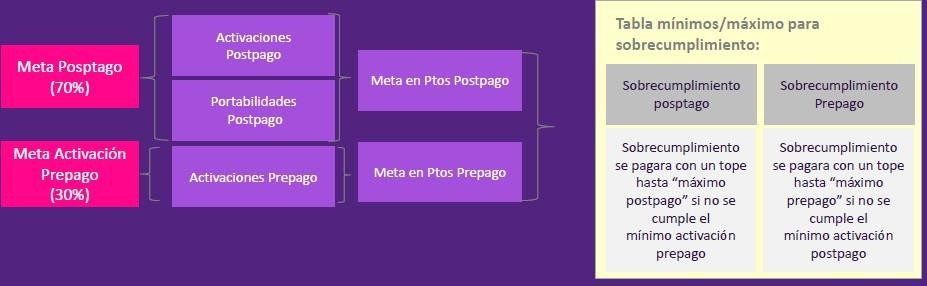 Meta Posptago
(70%)
Activaciones
Postpago
Portabilidades
Postpago
Meta en Ptos Postpago
Meta Activación
Prepago
(30%)
Activaciones Prepago
Meta en Ptos Prepago
Tabla mínimos/máximo para
sobrecumplimiento:
Sobrecumplimiento
posptago
Sobrecumplimiento
Prepago
Sobrecumplimiento
se pagara con un tope
hasta “máximo
postpago” si no se
cumple el
mínimo activación
prepago
Sobrecumplimiento
se pagara con un tope
hasta “máximo
prepago” si no se
cumple el
mínimo activación
postpago